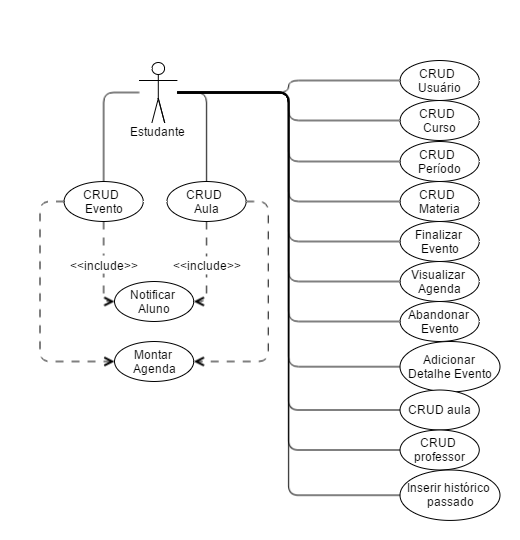 Estudante
CRUD
Evento
CRUD
Aula
<<include>>
<<include>>
Notificar
Aluno
Montar
Agenda
CRUD
Usuário
CRUD
Curso
CRUD
Período
CRUD
Materia
Finalizar
Evento
Visualizar
Agenda
Abandonar
Evento
Adicionar
Detalhe Evento
CRUD aula
CRUD
professor
Inserir histórico
passado